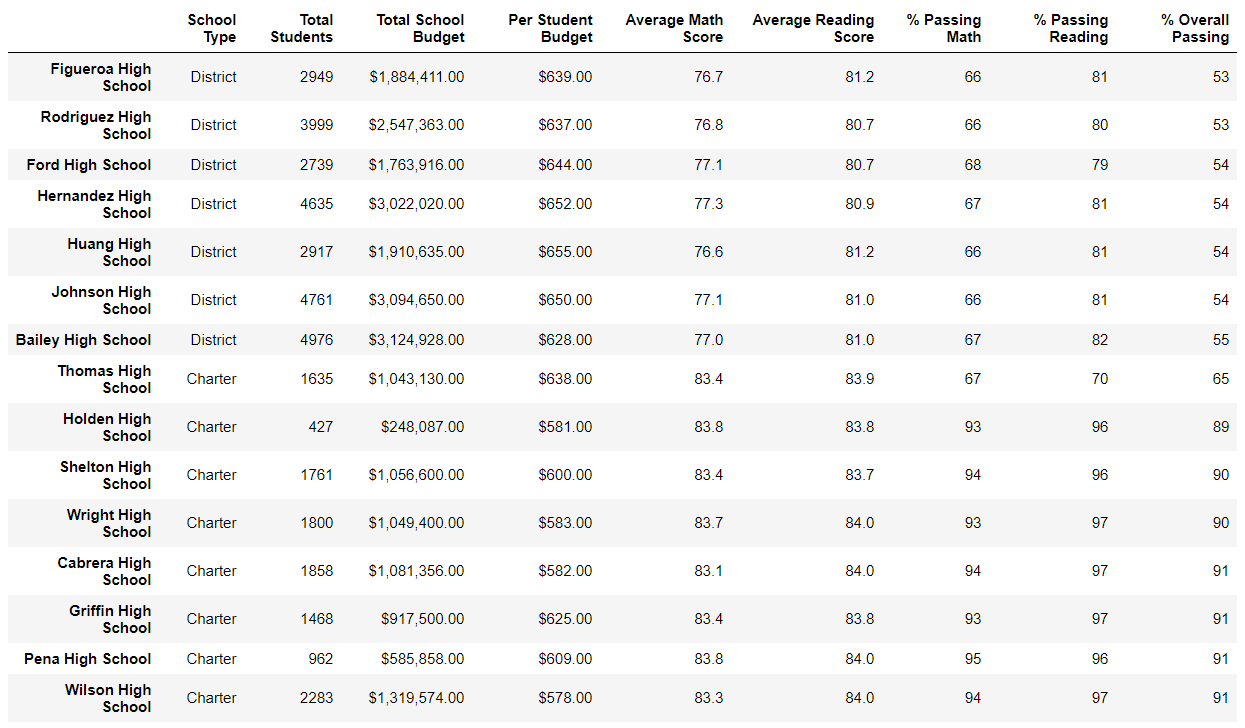 School Type Total Students Total School Budget Per Student Budget Average Math Score Average Reading Score % Passing Math % Passing Reading % Overall Passing
Figueroa High School District 2949 $1,884,411.00 $639.00 76.7 81.2 66 81 53
Rodriguez High School District 3999 $2,547,363.00 $637.00 76.8 80.7 66 80 53
Ford High School District 2739 $1,763,916.00 $644.00 77.1 80.7 68 79 54
Hernandez High School District 4635 $3,022,020.00 $652.00 77.3 80.9 67 81 54
Huang High School District 2917 $1,910,635.00 $655.00 76.6 81.2 66 81 54
Johnson High School District 4761 $3,094,650.00 $650.00 77.1 81.0 66 81 54
Bailey High School District 4976 $3,124,928.00 $628.00 77.0 81.0 67 82 55
Thomas High School Charter 1635 $1,043,130.00 $638.00 83.4 83.9 67 70 65
Holden High School Charter 427 $248,087.00 $581.00 83.8 83.8 93 96 89
Shelton High School Charter 1761 $1,056,600.00 $600.00 83.4 83.7 94 96 90
Wright High School Charter 1800 $1,049,400.00 $583.00 83.7 84.0 93 97 90
Cabrera High School Charter 1858 $1,081,356.00 $582.00 83.1 84.0 94 97 91
Griffin High School Charter 1468 $917,500.00 $625.00 83.4 83.8 93 97 91
Pena High School Charter 962 $585,858.00 $609.00 83.8 84.0 95 96 91
Wilson High School Charter 2283 $1,319,574.00 $578.00 83.3 84.0 94 97 91